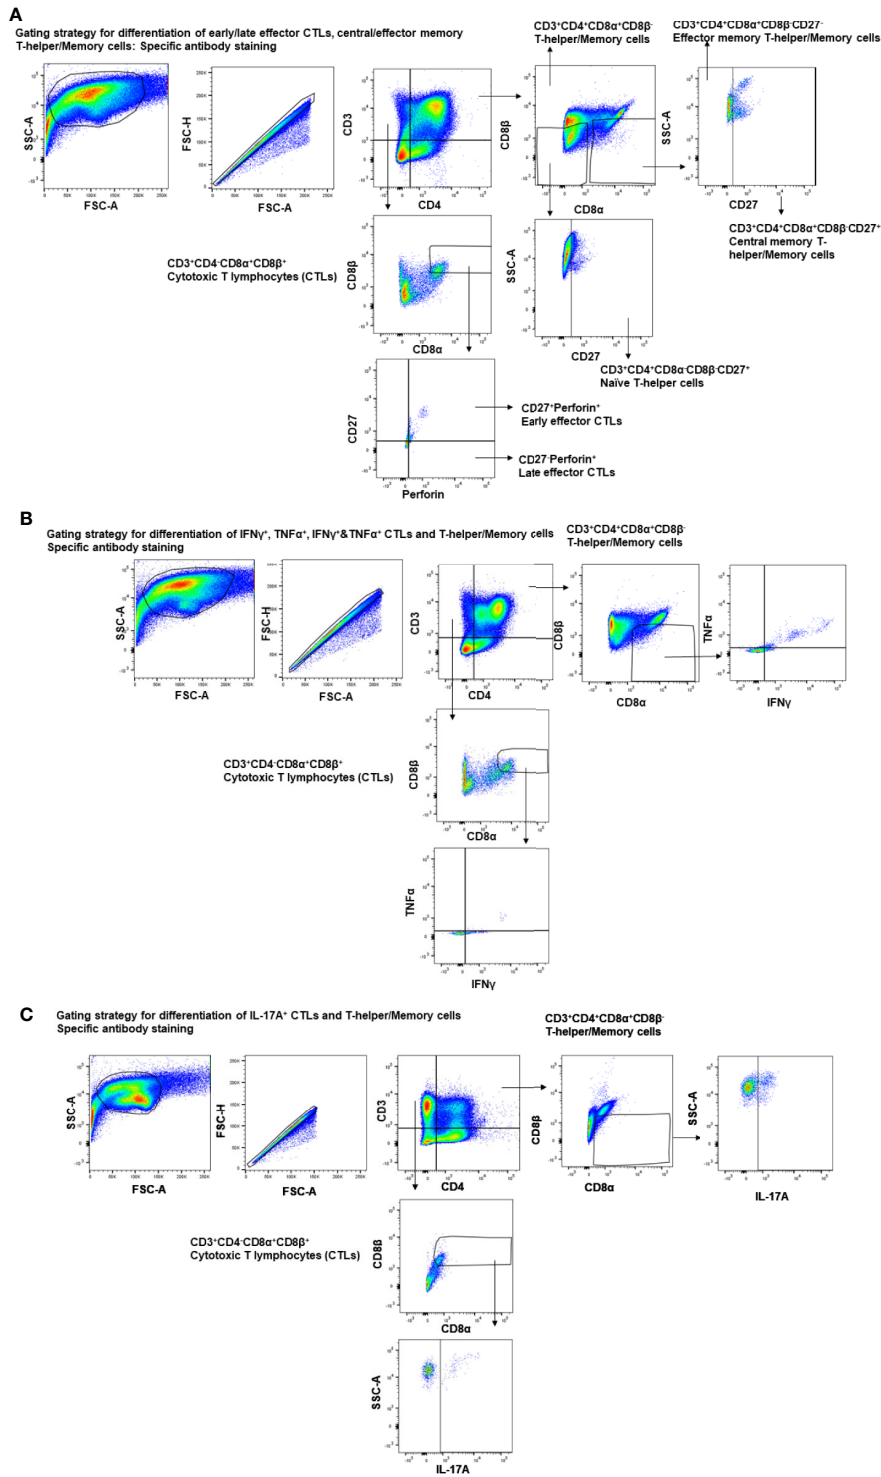 A
Gating strategy for differentiation of early/late effector CTLs, central/effector memory
T-helper/Memory cells: Specific antibody staining
CD3+CD4+CD8α+CD8β-
T-helper/Memory cells
CD3+CD4+CD8α+CD8β-CD27-
Effector memory T-helper/Memory cells
SSC-A
FSC-A
FSC-H
FSC-A
CD3
CD4
CD8β
CD8α
SSC-A
CD27
CD3+CD4+CD8α+CD8β-CD27+
Central memory T-
helper/Memory cells
CD3+CD4-CD8α+CD8β+
Cytotoxic T lymphocytes (CTLs)
CD8β
CD8α
SSC-A
CD27
CD3+CD4+CD8α-CD8β-CD27+
Naïve T-helper cells
CD27
Perforin
CD27+Perforin+
Early effector CTLs
CD27-Perforin+
Late effector CTLs
B
Gating strategy for differentiation of IFNγ+, TNFα+, IFNγ+&TNFα+ CTLs and T-helper/Memory cells
Specific antibody staining
CD3+CD4+CD8α+CD8β-
T-helper/Memory cells
SSC-A
FSC-A
FSC-H
FSC-A
CD3
CD4
CD8β
CD8α
TNFα
IFNγ
CD3+CD4-CD8α+CD8β+
Cytotoxic T lymphocytes (CTLs)
CD8β
CD8α
TNFα
IFNγ
C
Gating strategy for differentiation of IL-17A+ CTLs and T-helper/Memory cells
Specific antibody staining
CD3+CD4+CD8α+CD8β-
T-helper/Memory cells
SSC-A
FSC-A
FSC-H
FSC-A
CD3
CD4
CD8β
CD8α
SSC-A
IL-17A
CD3+CD4-CD8α+CD8β+
Cytotoxic T lymphocytes (CTLs)
CD8β
CD8α
SSC-A
IL-17A